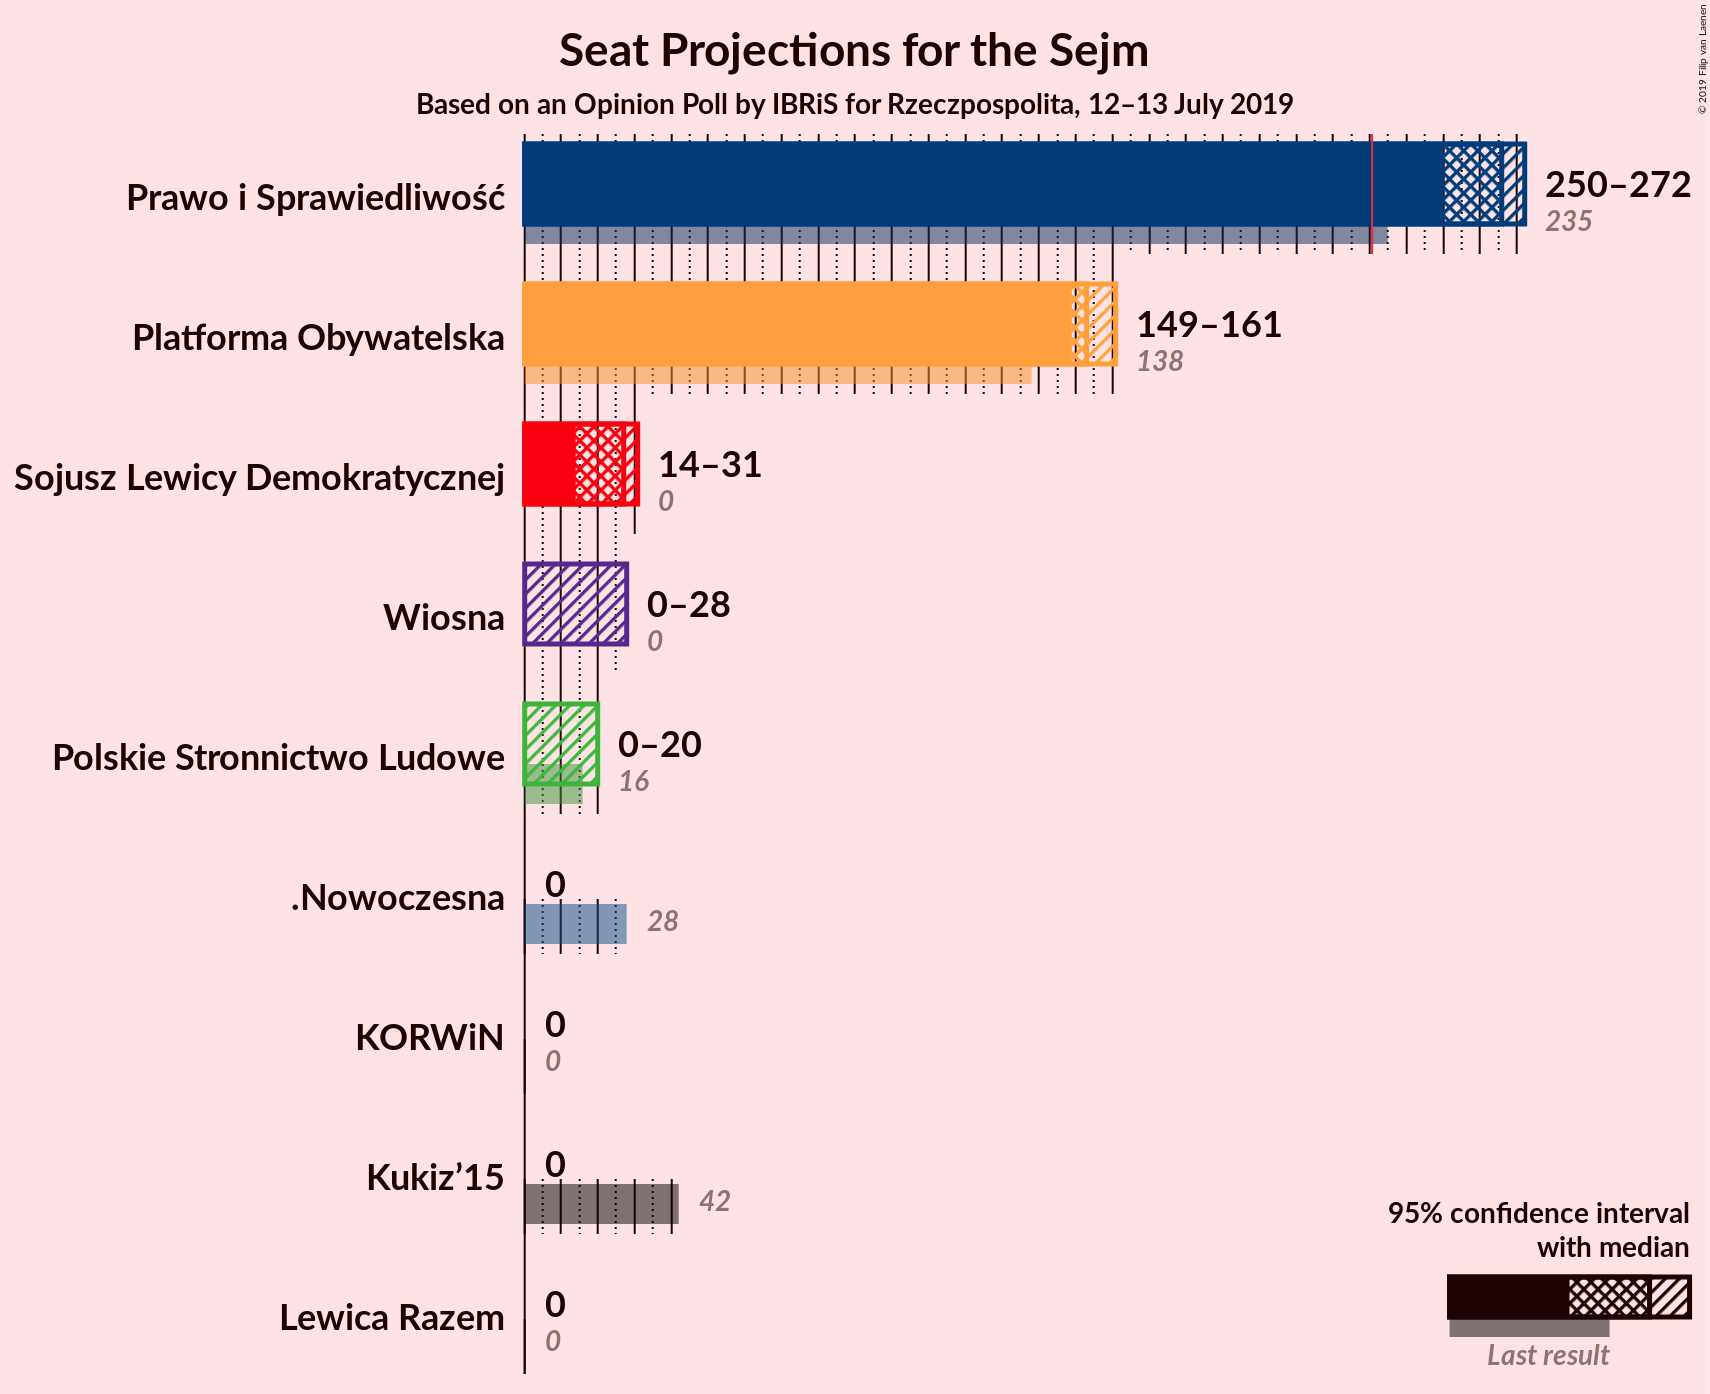 Seat Projections for the Sejm
Based on an Opinion Poll by IBRiS for Rzeczpospolita, 12–13 July 2019
© 2019 Filip van Laenen
Prawo i Sprawiedliwość
250–272
235
Platforma Obywatelska
149–161
138
Sojusz Lewicy Demokratycznej
14–31
0
Wiosna
0–28
0
Polskie Stronnictwo Ludowe
0–20
16
.Nowoczesna
0
28
KORWiN
0
0
Kukiz’15
0
42
Lewica Razem
0
0
95% confidence interval
with median
Last result